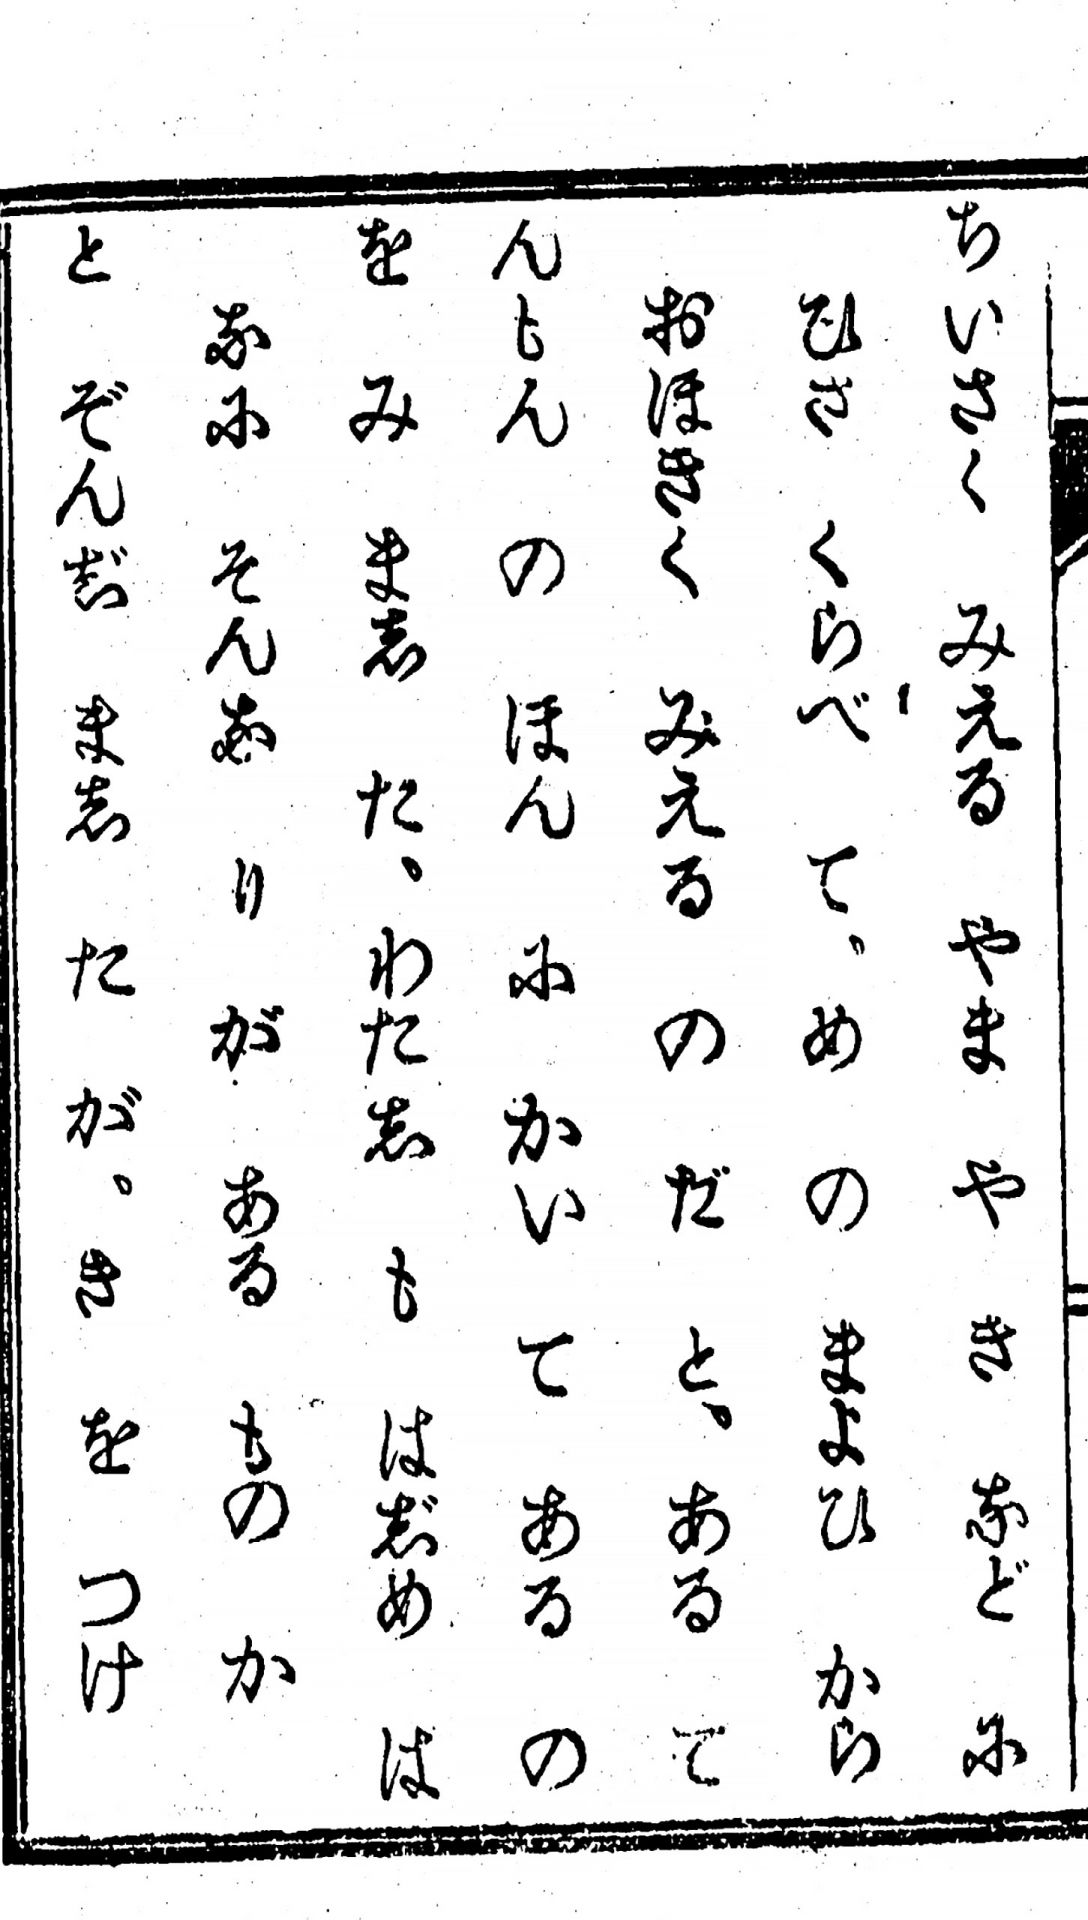 ちいさく みえる やま や き など に
ひさ くらべ て、め の まよひ から
おほきく みえる の だ と、ある て
んもん の ほん に かい て ある の
を み まし た、わたし も はじめ は
なに そんな り が ある もの か
と ぞんじ まし た が、き を つけ